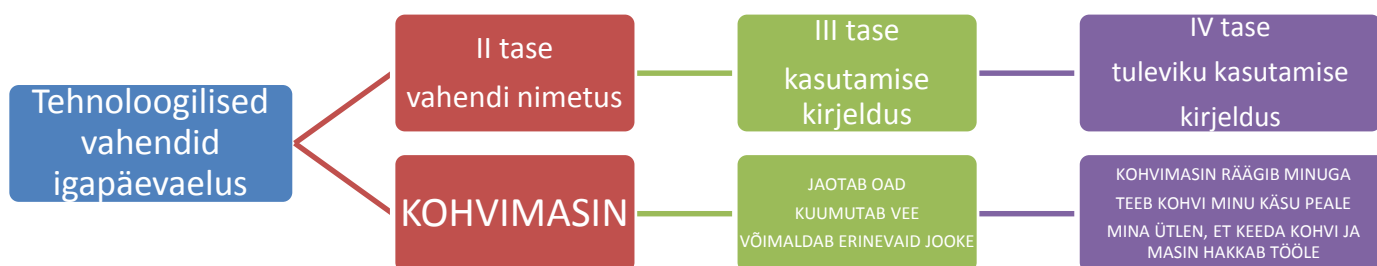 Tehnoloogilised
vahendid
igapäevaelus
II tase
vahendi nimetus
III tase
kasutamise
kirjeldus
IV tase
tuleviku kasutamise
kirjeldus
KOHVIMASIN
JAOTAB OAD
KUUMUTAB VEE
VÕIMALDAB ERINEVAID JOOKE
KOHVIMASIN RÄÄGIB MINUGA
TEEB KOHVI MINU KÄSU PEALE
MINA ÜTLEN, ET KEEDA KOHVI JA
MASIN HAKKAB TÖÖLE